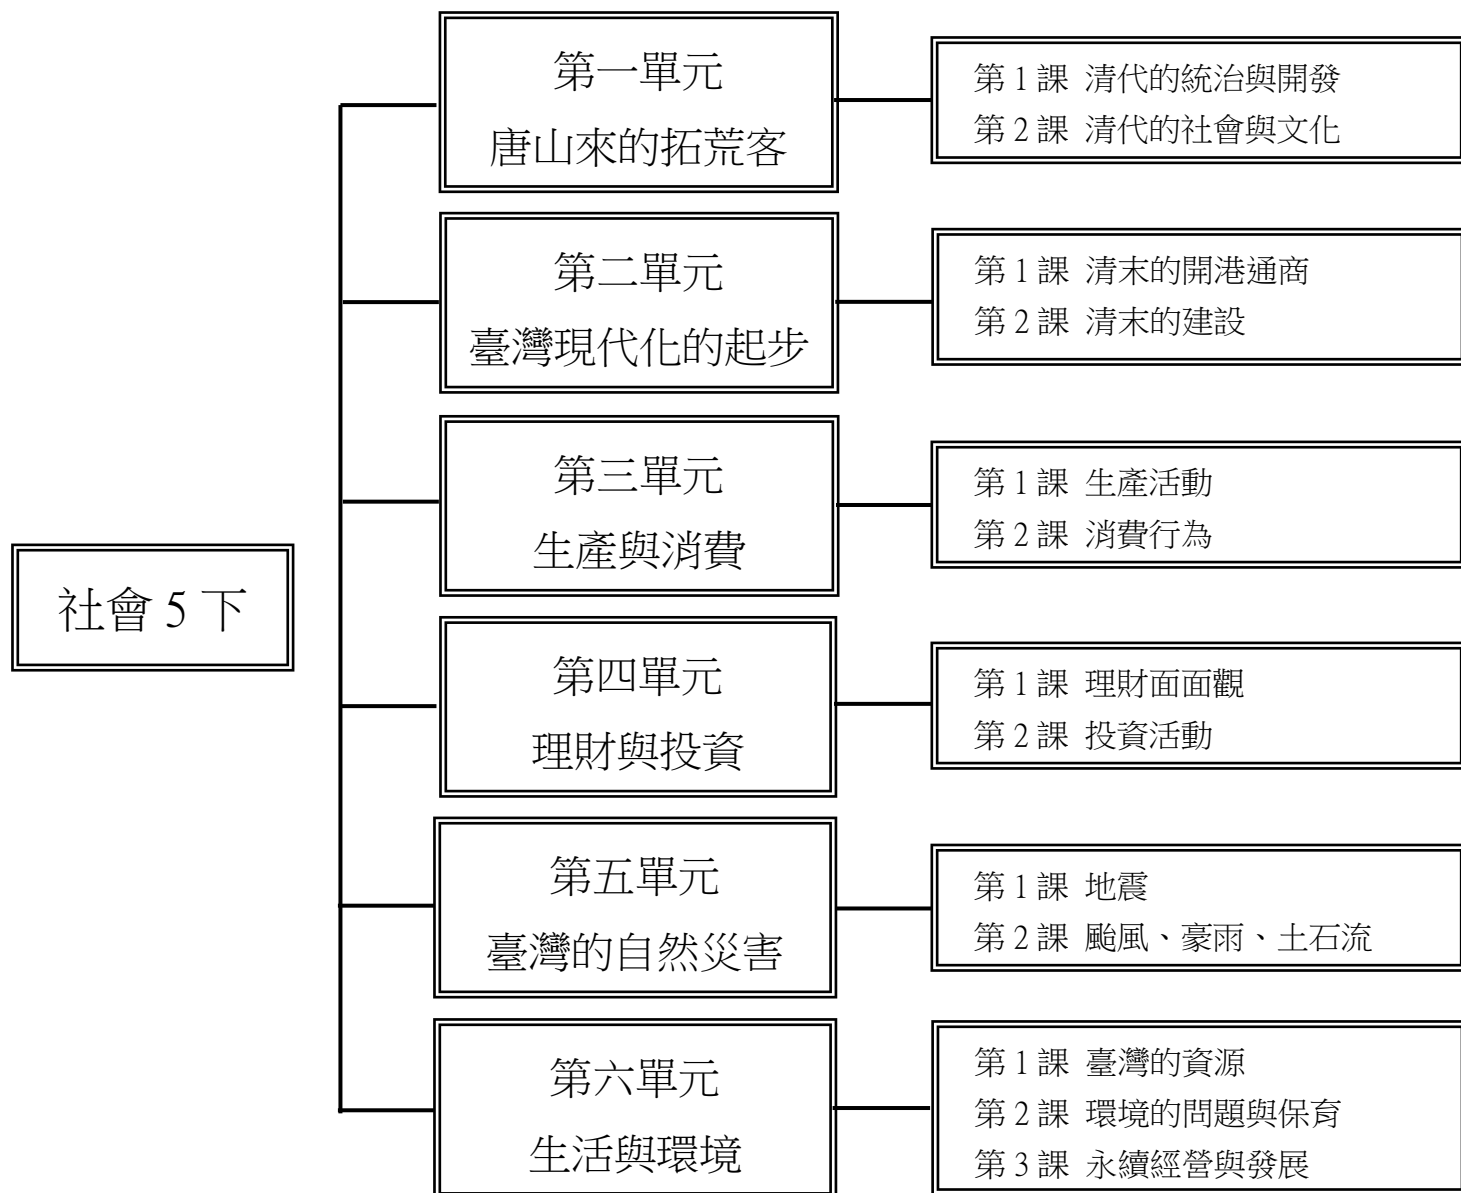 社會 5 下
第一單元
唐山來的拓荒客
第 1 課 清代的統治與開發
第 2 課 清代的社會與文化
第二單元
臺灣現代化的起步
第 1 課 清末的開港通商
第 2 課 清末的建設
第三單元
生產與消費
第 1 課 生產活動
第 2 課 消費行為
第四單元
理財與投資
第 1 課 理財面面觀
第 2 課 投資活動
第五單元
臺灣的自然災害
第 1 課 地震
第 2 課 颱風、豪雨、土石流
第六單元
生活與環境
第 1 課 臺灣的資源
第 2 課 環境的問題與保育
第 3 課 永續經營與發展